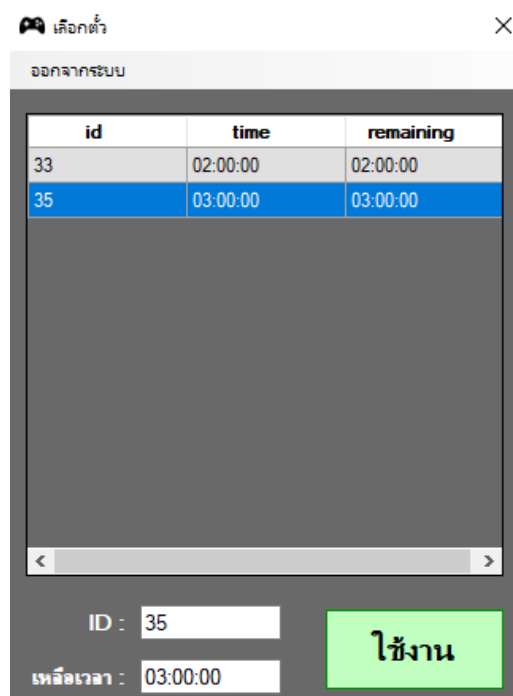 เลือกตั๋ว
ออกจากระบบ
id time remaining
33 02:00:00 02:00:00
35 03:00:00 03:00:00
ID : 35
ใช้งาน
เหลือเวลา : 03:00:00